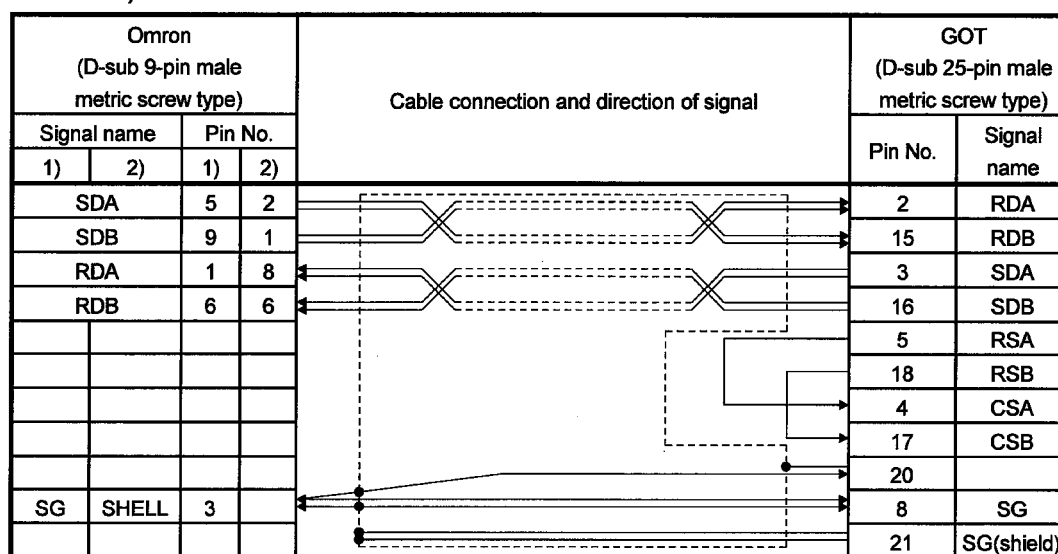 )
Omron
(D-sub 9-pin male
metric screw type)
Cable connection and direction of signal
GOT
(D-sub 25-pin male
metric screw type)
Signal name Pin No.
Pin No. Signal
name
1) 2) 1) 2)
SDA 5 2 2 RDA
SDB 9 1 15 RDB
RDA 1 8 3 SDA
RDB 6 6 16 SDB
5 RSA
18 RSB
4 CSA
17 CSB
20
SG SHELL 3 8 SG
21 SG(shield)